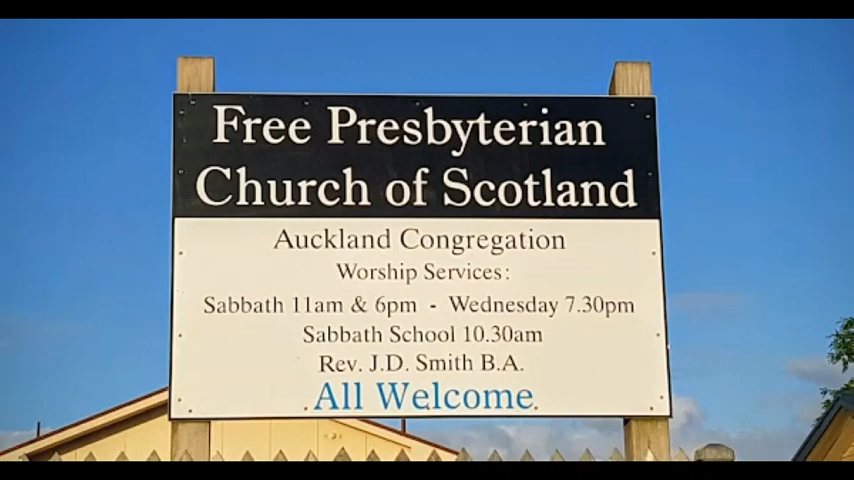 Free Presbyterian
Church of Scotland
Auckland Congregation
Worship Services:
Sabbath 11am & 6pm - Wednesday 7.30pm
Sabbath School 10.30am
Rev. J.D. Smith B.A.
All Welcome